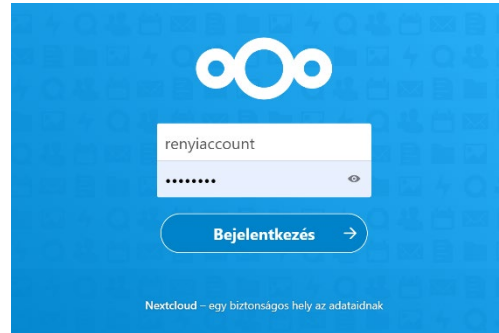 renyiaccount
••••••••
Bejelentkezés
Nextcloud – egy biztonságos hely az adataidnak